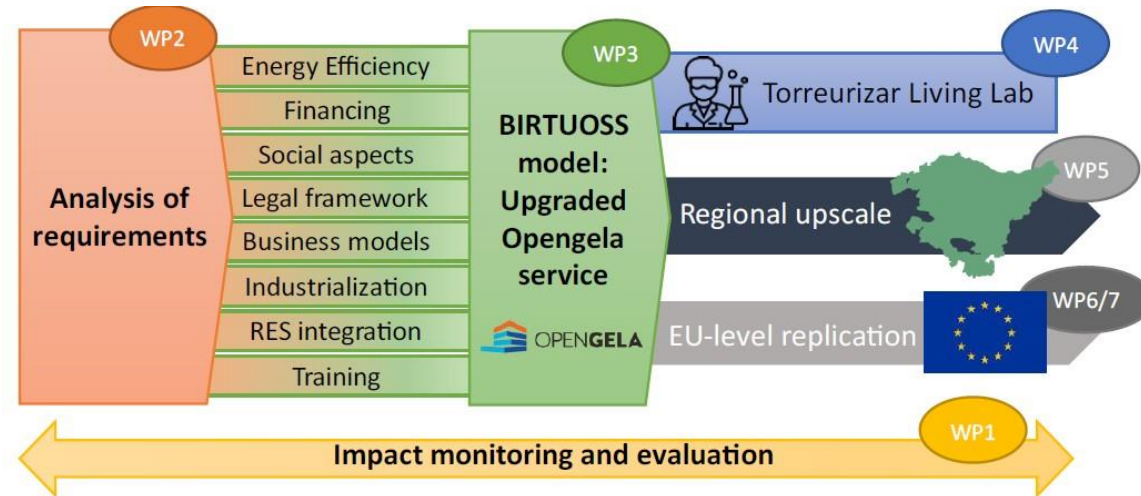 WP2
Analysis of
requirements
Energy Efficiency
Financing
Social aspects
Legal framework
Business models
Industrialization
RES integration
Training
WP3
BIRTUOSS
model:
Upgraded
Opengela
service
OPENGELA
WP4
Torreurizar Living Lab
WP5
Regional upscale
WP6/7
EU-level replication
WP1
Impact monitoring and evaluation